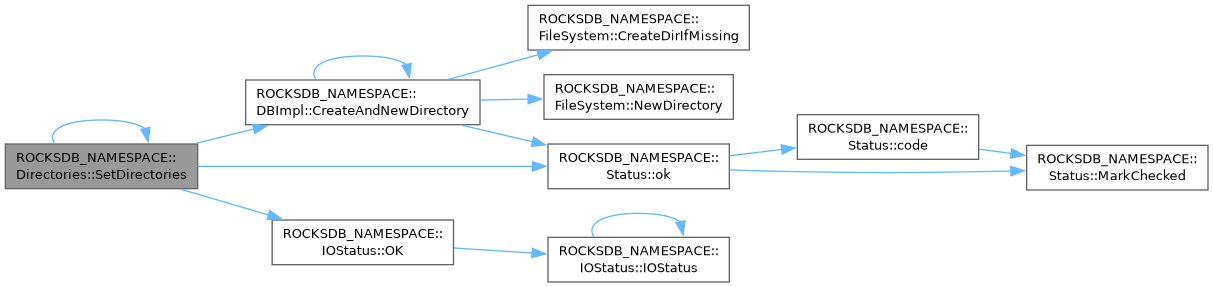 ROCKSDB_NAMESPACE::
FileSystem::CreateDirIfMissing
ROCKSDB_NAMESPACE::
DBImpl::CreateAndNewDirectory
ROCKSDB_NAMESPACE::
FileSystem::NewDirectory
ROCKSDB_NAMESPACE::
Status::code
ROCKSDB_NAMESPACE::
Directories::SetDirectories
ROCKSDB_NAMESPACE::
Status::ok
ROCKSDB_NAMESPACE::
Status::MarkChecked
ROCKSDB_NAMESPACE::
IOStatus::OK
ROCKSDB_NAMESPACE::
IOStatus::IOStatus